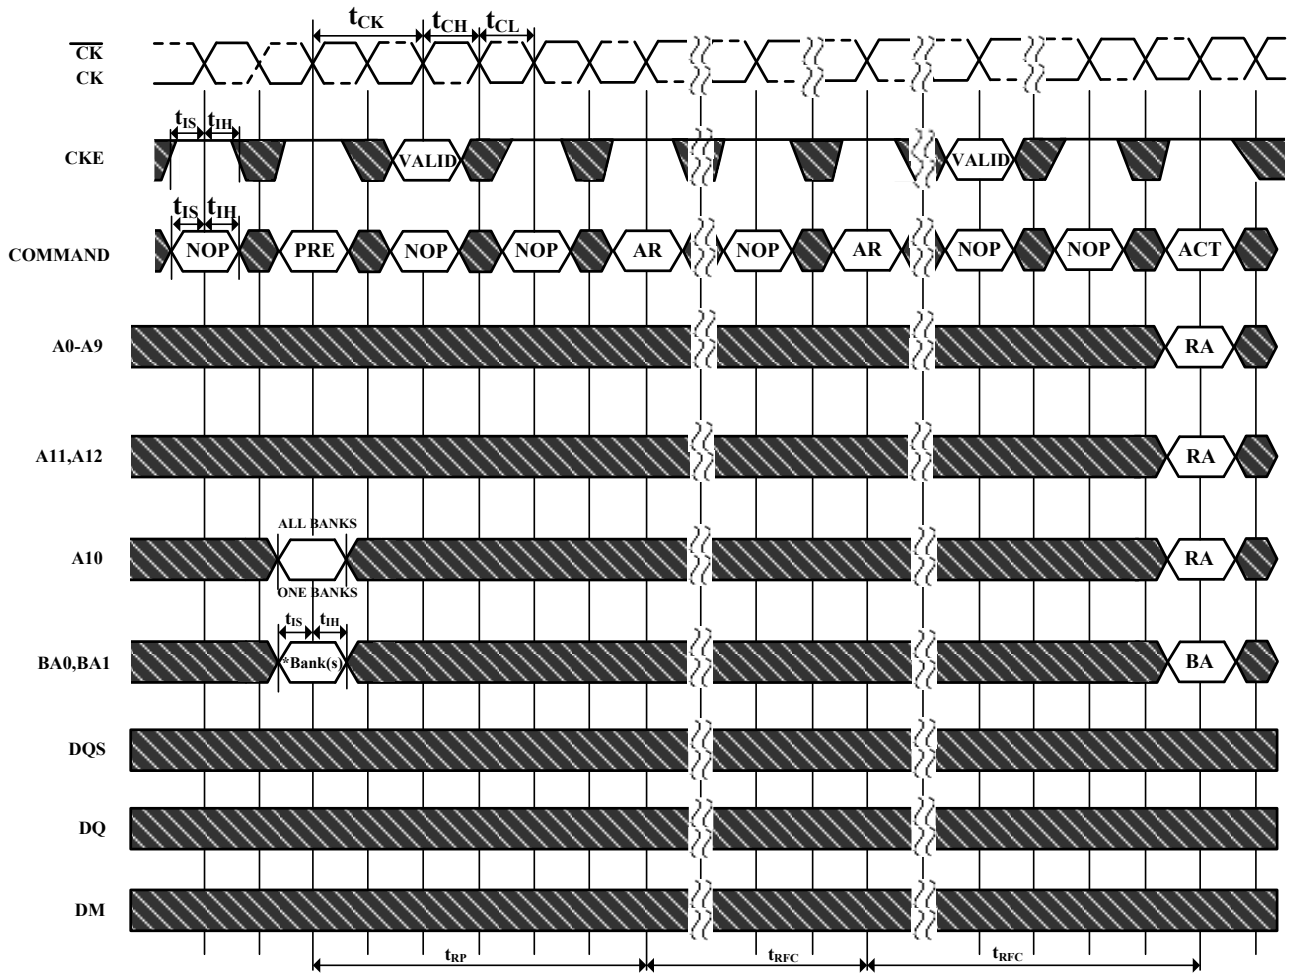 tCK tCH tCL
CK
CK
tIS tIH
CKE VALID VALID
tIS tIH
COMMAND NOP PRE NOP NOP AR NOP AR NOP NOP ACT
A0-A9 RA
A11,A12 RA
ALL BANKS
A10 RA
ONE BANKS
tIS tIH
BA0,BA1 *Bank(s) BA
DQS
DQ
DM
tRP tRFC tRFC